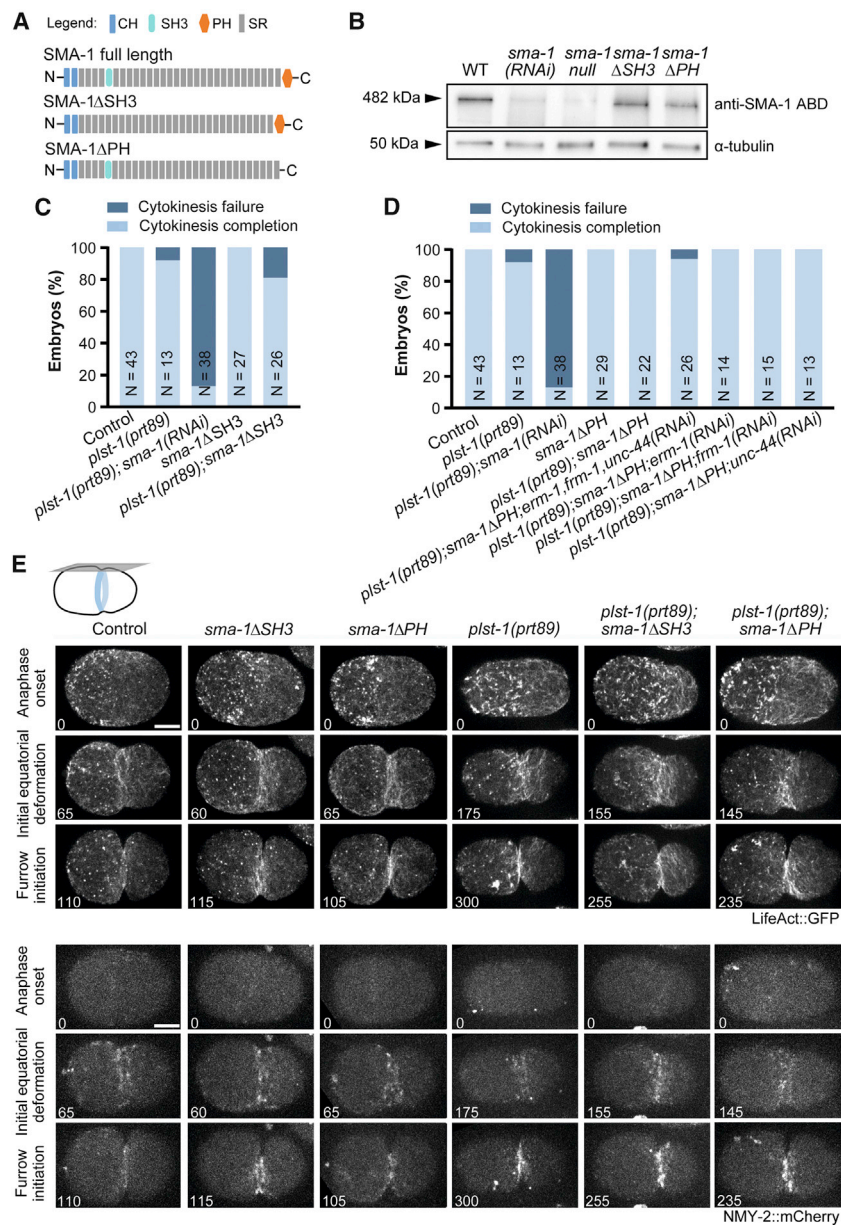 A
Legend: CH SH3 PH SR
SMA-1 full length
N C
SMA-1ΔSH3
N C
SMA-1ΔPH
N C
B
WT
sma-1
(RNAi)
sma-1
null
sma-1
ΔSH3
sma-1
ΔPH
482 kDa
anti-SMA-1 ABD
50 kDa
α-tubulin
C
Cytokinesis failure
Cytokinesis completion
Embryos (%)
100
80
60
40
20
0
N = 43
N = 13
N = 38
N = 27
N = 26
Control
plst-1(prt89)
plst-1(prt89); sma-1(RNAi)
sma-1ΔSH3
plst-1(prt89); sma-1ΔSH3
D
Cytokinesis failure
Cytokinesis completion
Embryos (%)
100
80
60
40
20
0
N = 43
N = 13
N = 38
N = 29
N = 22
N = 26
N = 14
N = 15
N = 13
Control
plst-1(prt89)
plst-1(prt89);sma-1(RNAi)
sma-1ΔPH
plst-1(prt89); sma-1ΔPH
plst-1(prt89);sma-1ΔPH;erm-1,frm-1,unc-44(RNAi)
plst-1(prt89);sma-1ΔPH;erm-1(RNAi)
plst-1(prt89);sma-1ΔPH;frm-1(RNAi)
plst-1(prt89);sma-1ΔPH;unc-44(RNAi)
E
Control
sma-1ΔSH3
sma-1ΔPH
plst-1(prt89)
plst-1(prt89);
sma-1ΔSH3
plst-1(prt89);
sma-1ΔPH
Anaphase
onset
0 0 0 0 0 0
Initial equatorial
deformation
65 60 65 175 155 145
Furrow
initiation
110 115 105 300 255 235
LifeAct::GFP
Anaphase
onset
0 0 0 0 0 0
Initial equatorial
deformation
65 60 65 175 155 145
Furrow
initiation
110 115 105 300 255 235
NMY-2::mCherry